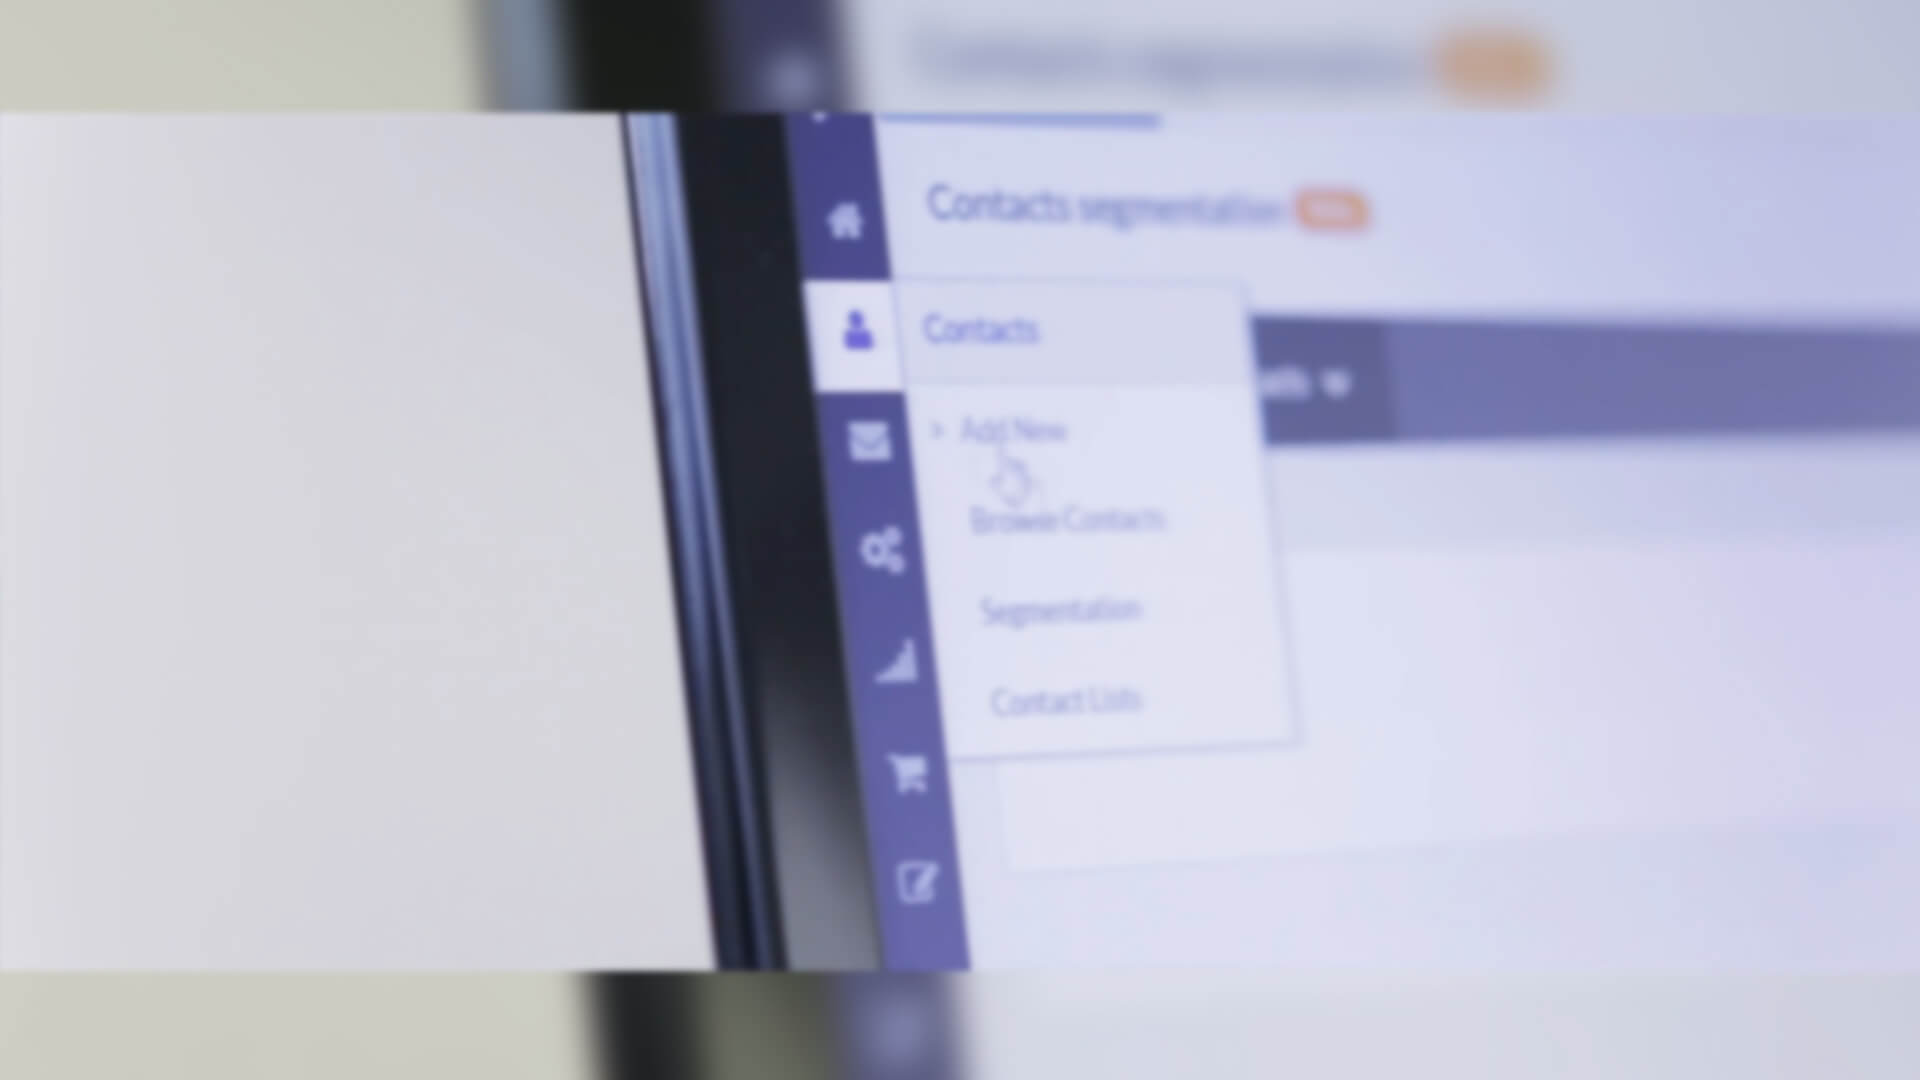 Contacts segmentation
Contacts
> Add New
Browse Contacts
Segmentation
Contact Lists